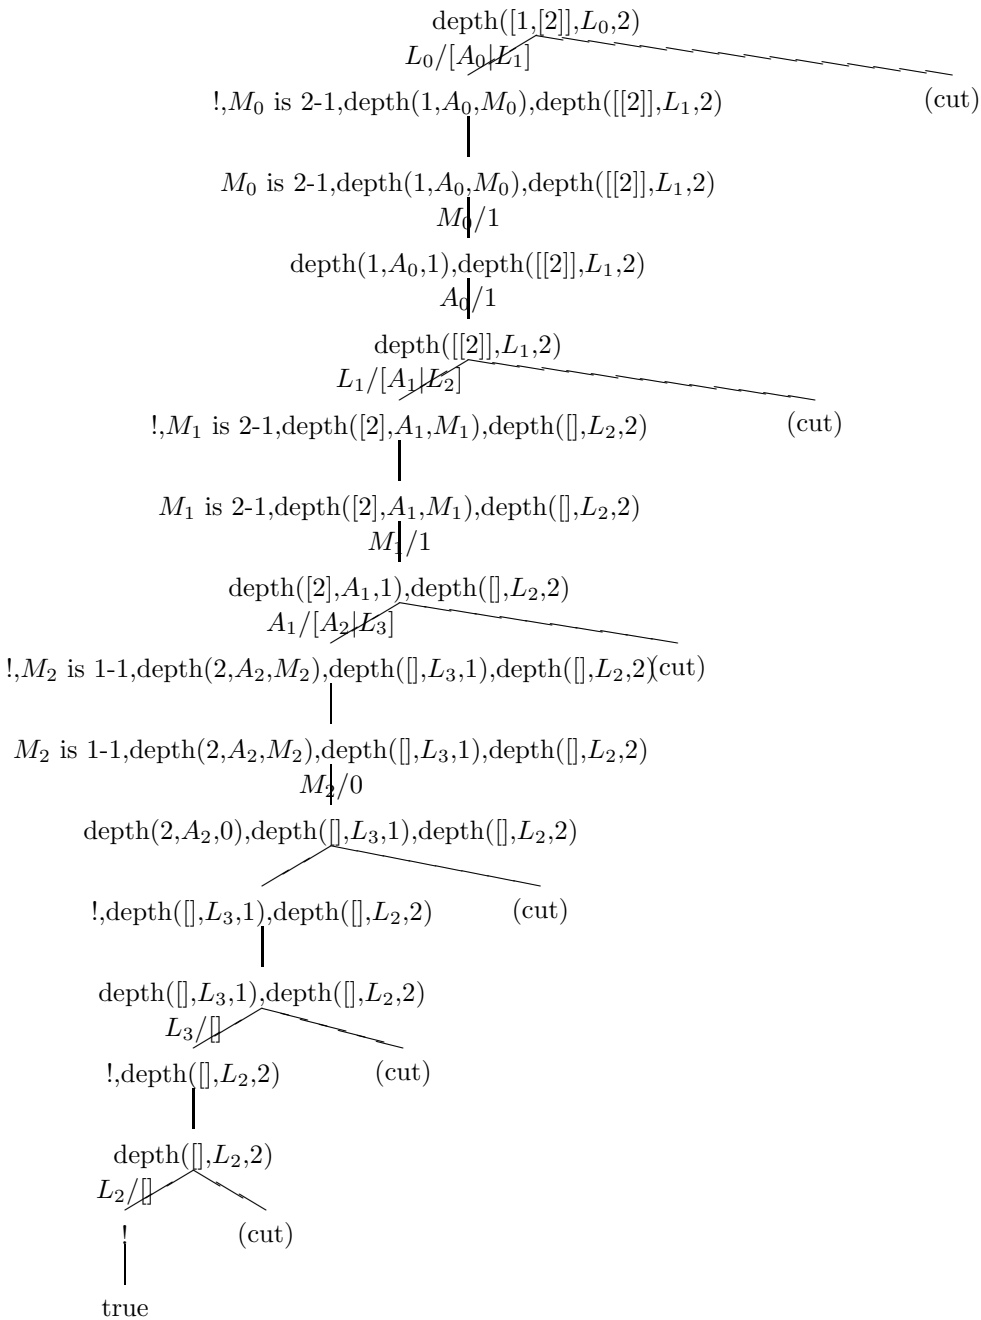 depth([1,[2]],L₀,2)
L₀/[A₀|L₁]
!,M₀ is 2-1,depth(1,A₀,M₀),depth([[2]],L₁,2) (cut)
M₀ is 2-1,depth(1,A₀,M₀),depth([[2]],L₁,2)
M₀/1
depth(1,A₀,1),depth([[2]],L₁,2)
A₀/1
depth([[2]],L₁,2)
L₁/[A₁|L₂]
!,M₁ is 2-1,depth([2],A₁,M₁),depth([],L₂,2) (cut)
M₁ is 2-1,depth([2],A₁,M₁),depth([],L₂,2)
M₁/1
depth([2],A₁,1),depth([],L₂,2)
A₁/[A₂|L₃]
!,M₂ is 1-1,depth(2,A₂,M₂),depth([],L₃,1),depth([],L₂,2) (cut)
M₂ is 1-1,depth(2,A₂,M₂),depth([],L₃,1),depth([],L₂,2)
M₂/0
depth(2,A₂,0),depth([],L₃,1),depth([],L₂,2)
!,depth([],L₃,1),depth([],L₂,2) (cut)
depth([],L₃,1),depth([],L₂,2)
L₃/[]
!,depth([],L₂,2) (cut)
depth([],L₂,2)
L₂/[]
! (cut)
true